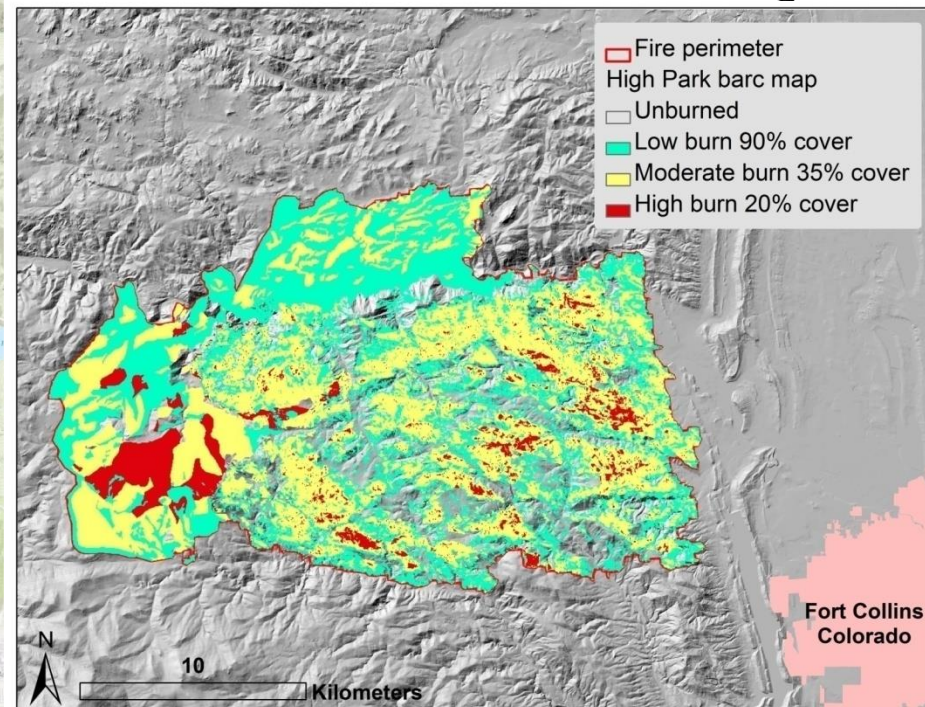 Fire perimeter
High Park barc map
Unburned
Low burn 90% cover
Moderate burn 35% cover
High burn 20% cover
Fort Collins
Colorado
N
10
Kilometers